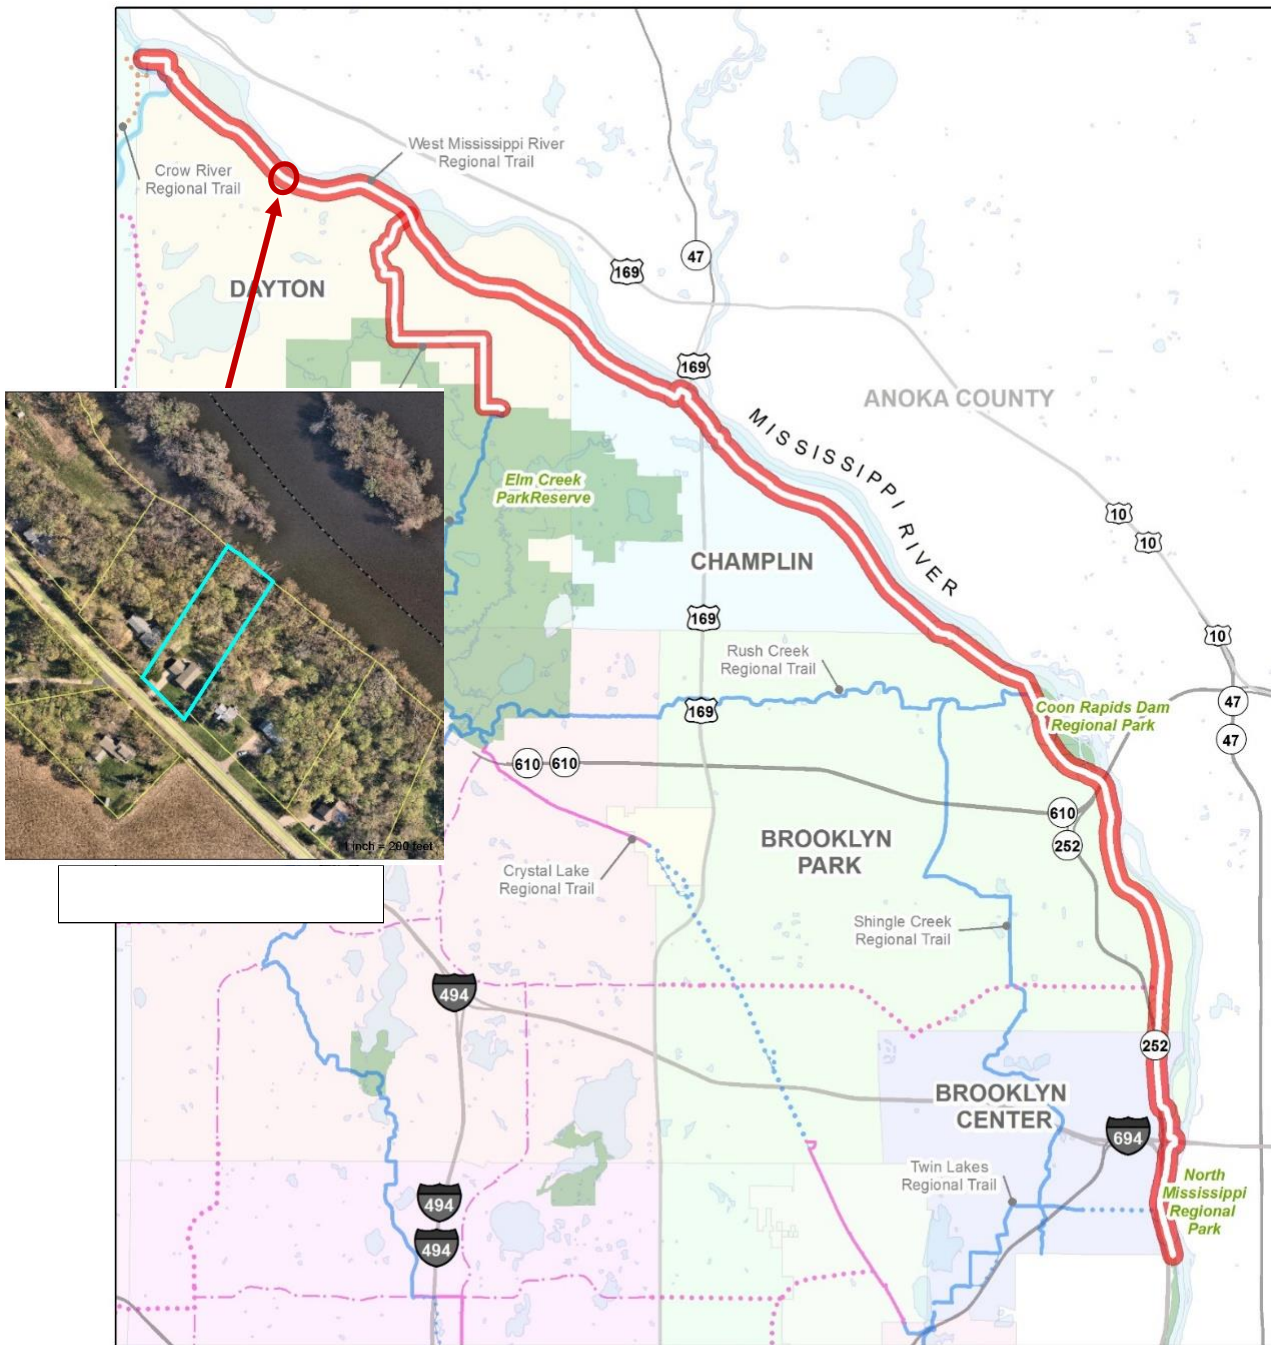 West Mississippi River
Regional Trail
Crow River
Regional Trail
47
169
DAYTON
169
ANOKA COUNTY
MISSISSIPPI RIVER
Elm Creek
ParkReserve
10
10
CHAMPLIN
169
10
Rush Creek
Regional Trail
47
169
Coon Rapids Dam
Regional Park
47
610
610
610
BROOKLYN
PARK
252
1 inch = 200 feet
Crystal Lake
Regional Trail
Shingle Creek
Regional Trail
494
252
BROOKLYN
CENTER
694
Twin Lakes
Regional Trail
North
Mississippi
Regional
Park
494
494